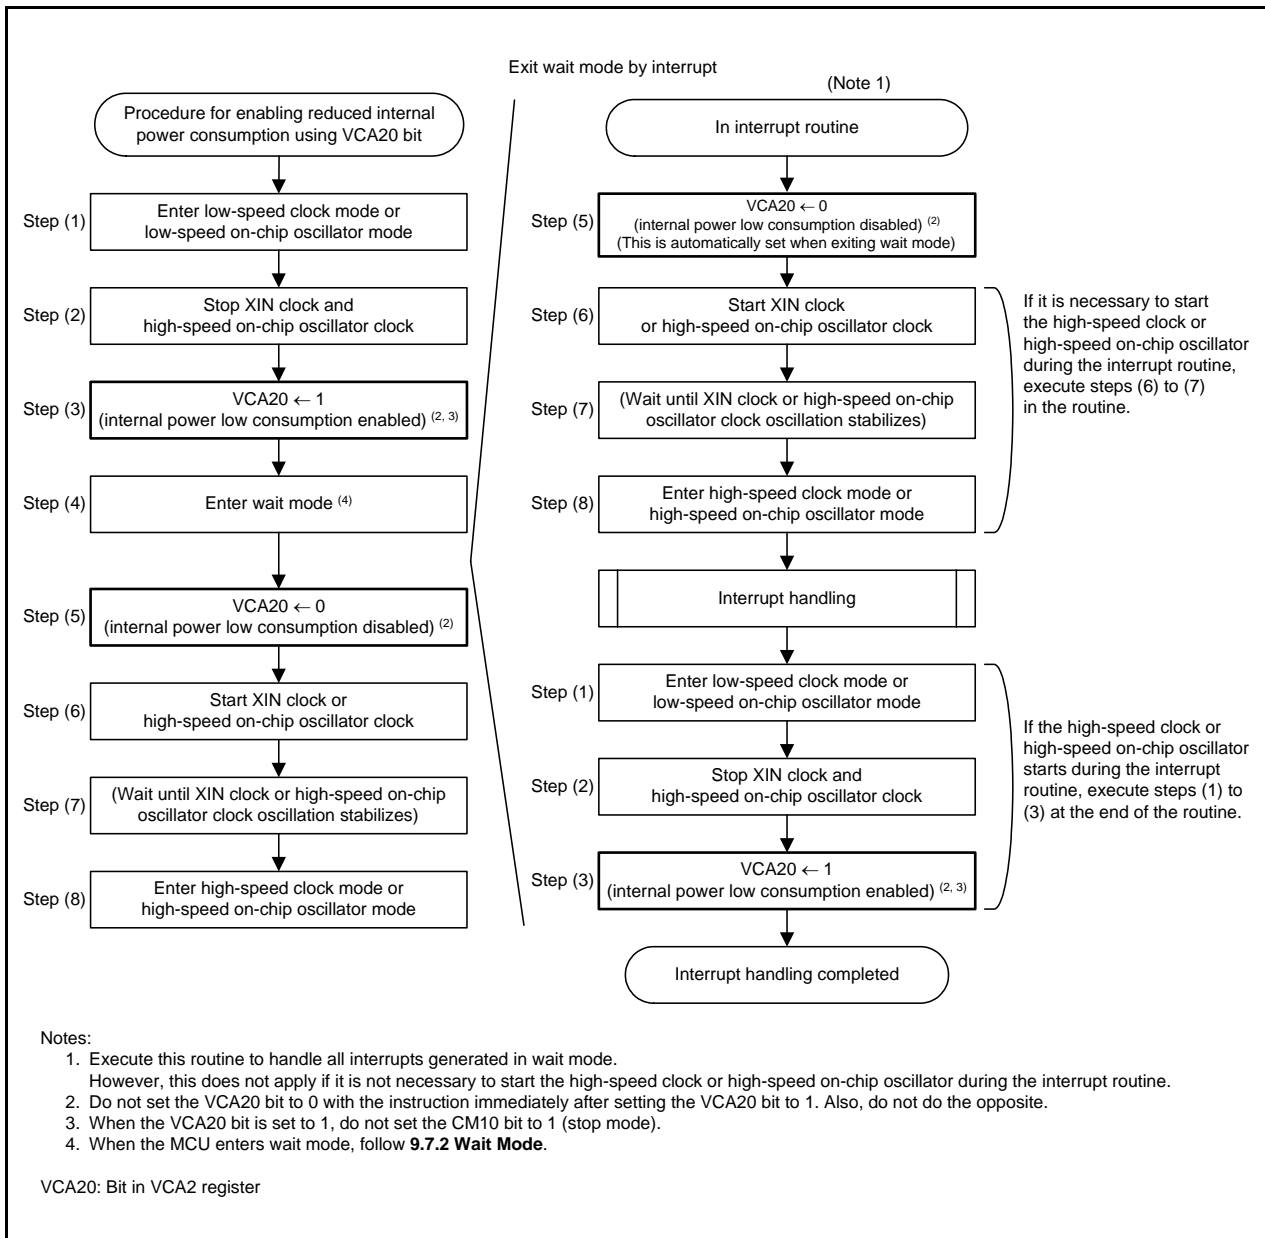 Exit wait mode by interrupt
Procedure for enabling reduced internal
power consumption using VCA20 bit
Step (1)
Enter low-speed clock mode or
low-speed on-chip oscillator mode
Step (2)
Stop XIN clock and
high-speed on-chip oscillator clock
Step (3)
VCA20 ← 1
(internal power low consumption enabled) (2, 3)
Step (4)
Enter wait mode (4)
Step (5)
VCA20 ← 0
(internal power low consumption disabled) (2)
Step (6)
Start XIN clock or
high-speed on-chip oscillator clock
Step (7)
(Wait until XIN clock or high-speed on-chip
oscillator clock oscillation stabilizes)
Step (8)
Enter high-speed clock mode or
high-speed on-chip oscillator mode
(Note 1)
In interrupt routine
Step (5)
VCA20 ← 0
(internal power low consumption disabled) (2)
(This is automatically set when exiting wait mode)
Step (6)
Start XIN clock
or high-speed on-chip oscillator clock
Step (7)
(Wait until XIN clock or high-speed on-chip
oscillator clock oscillation stabilizes)
Step (8)
Enter high-speed clock mode or
high-speed on-chip oscillator mode
If it is necessary to start
the high-speed clock or
high-speed on-chip oscillator
during the interrupt routine,
execute steps (6) to (7)
in the routine.
Interrupt handling
Step (1)
Enter low-speed clock mode or
low-speed on-chip oscillator mode
Step (2)
Stop XIN clock and
high-speed on-chip oscillator clock
Step (3)
VCA20 ← 1
(internal power low consumption enabled) (2, 3)
If the high-speed clock or
high-speed on-chip oscillator
starts during the interrupt
routine, execute steps (1) to
(3) at the end of the routine.
Interrupt handling completed
Notes:
1. Execute this routine to handle all interrupts generated in wait mode.
However, this does not apply if it is not necessary to start the high-speed clock or high-speed on-chip oscillator during the interrupt routine.
2. Do not set the VCA20 bit to 0 with the instruction immediately after setting the VCA20 bit to 1. Also, do not do the opposite.
3. When the VCA20 bit is set to 1, do not set the CM10 bit to 1 (stop mode).
4. When the MCU enters wait mode, follow 9.7.2 Wait Mode.
VCA20: Bit in VCA2 register